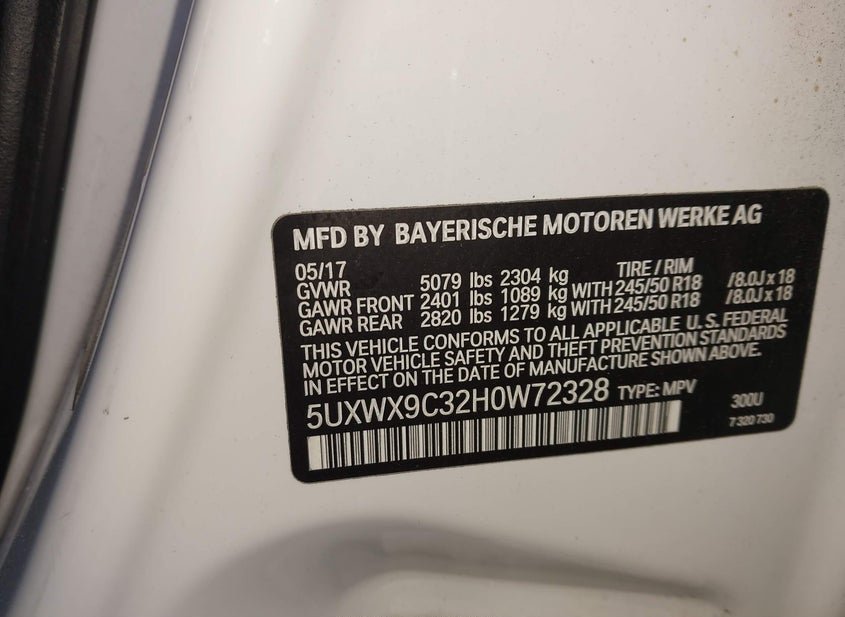 MFD BY BAYERISCHE MOTOREN WERKE AG
05/17 TIRE / RIM
GVWR 5079 lbs 2304 kg
GAWR FRONT 2401 lbs 1089 kg WITH 245/50 R18 /8.0J x 18
GAWR REAR 2820 lbs 1279 kg WITH 245/50 R18 /8.0J x 18
THIS VEHICLE CONFORMS TO ALL APPLICABLE U.S. FEDERAL
MOTOR VEHICLE SAFETY AND THEFT PREVENTION STANDARDS
IN EFFECT ON THE DATE OF MANUFACTURE SHOWN ABOVE.
5UXWX9C32H0W72328 TYPE: MPV 300U
7 320 730